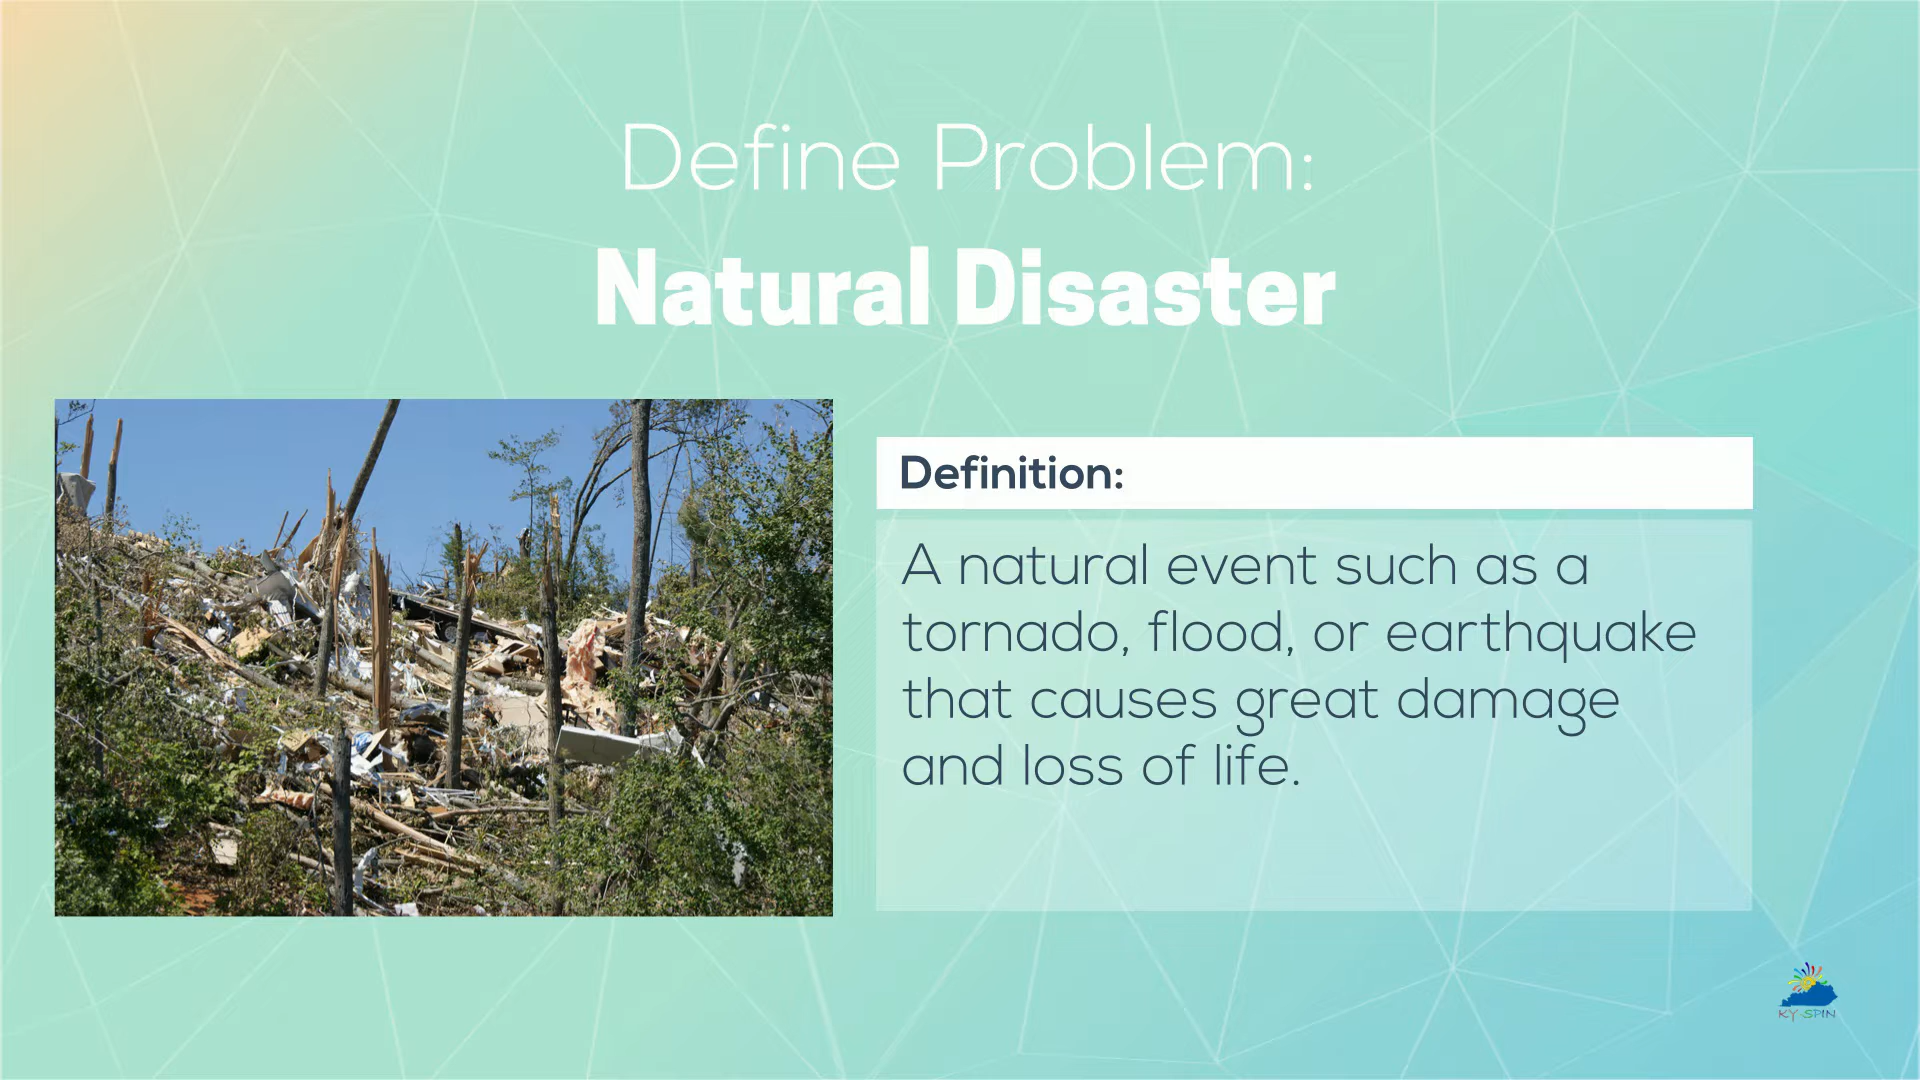 Define Problem:
Natural Disaster
Definition:
A natural event such as a
tornado, flood, or earthquake
that causes great damage
and loss of life.
KY-SPIN